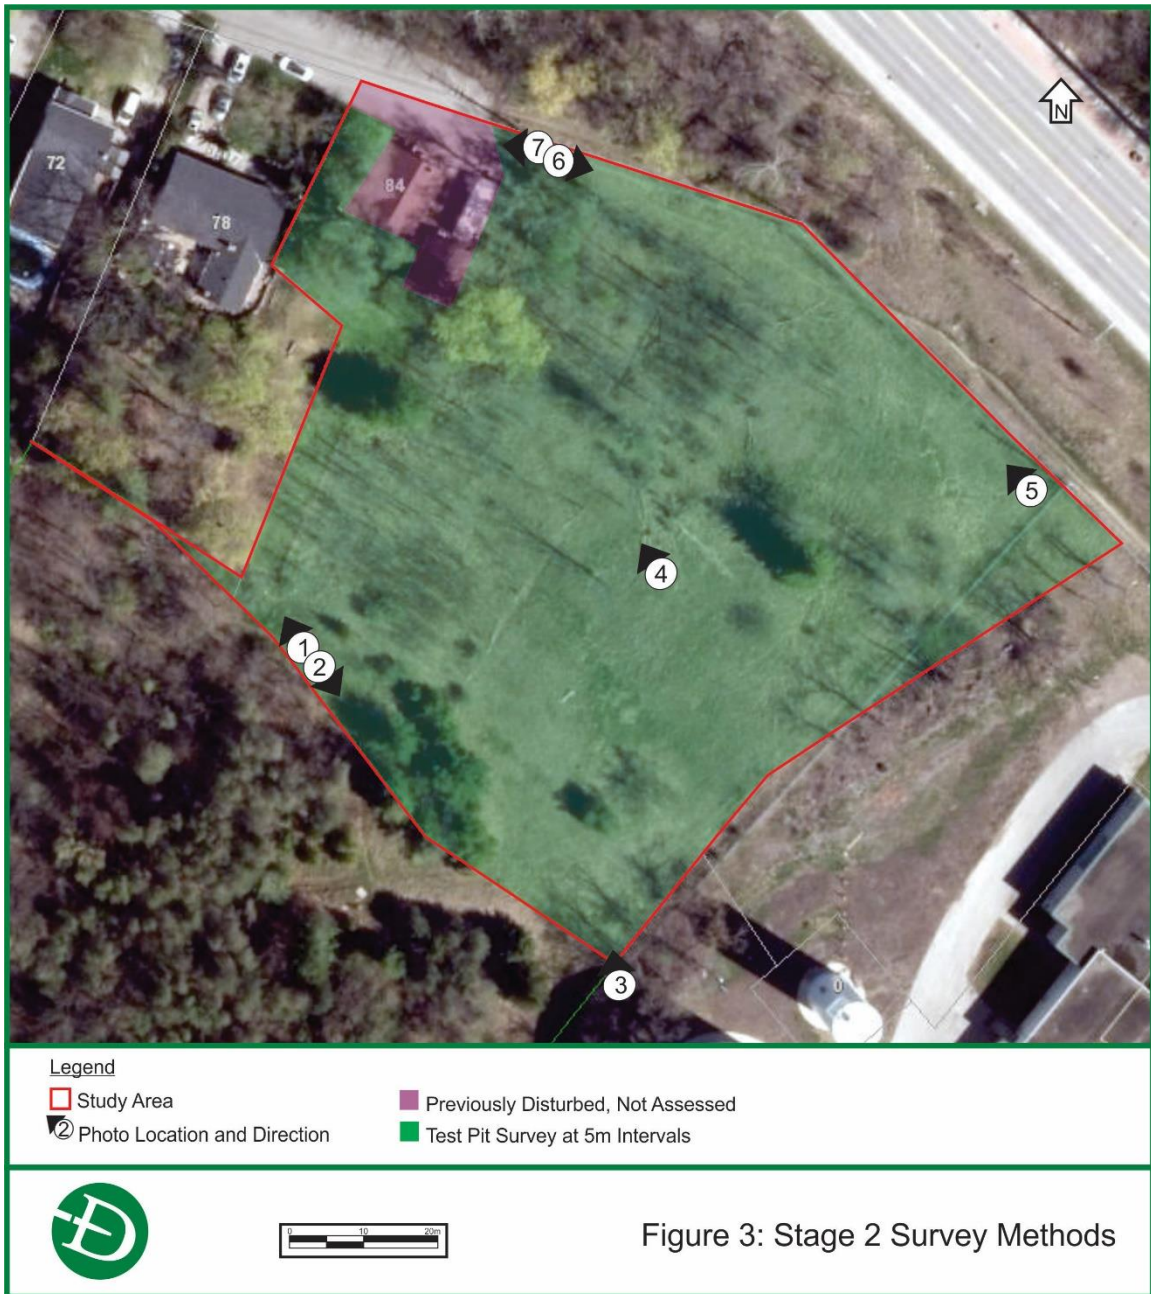 N
7
6
84
72
78
5
4
1
2
3
0
Legend
Study Area
2 Photo Location and Direction
Previously Disturbed, Not Assessed
Test Pit Survey at 5m Intervals
D
0 10 20m
Figure 3: Stage 2 Survey Methods